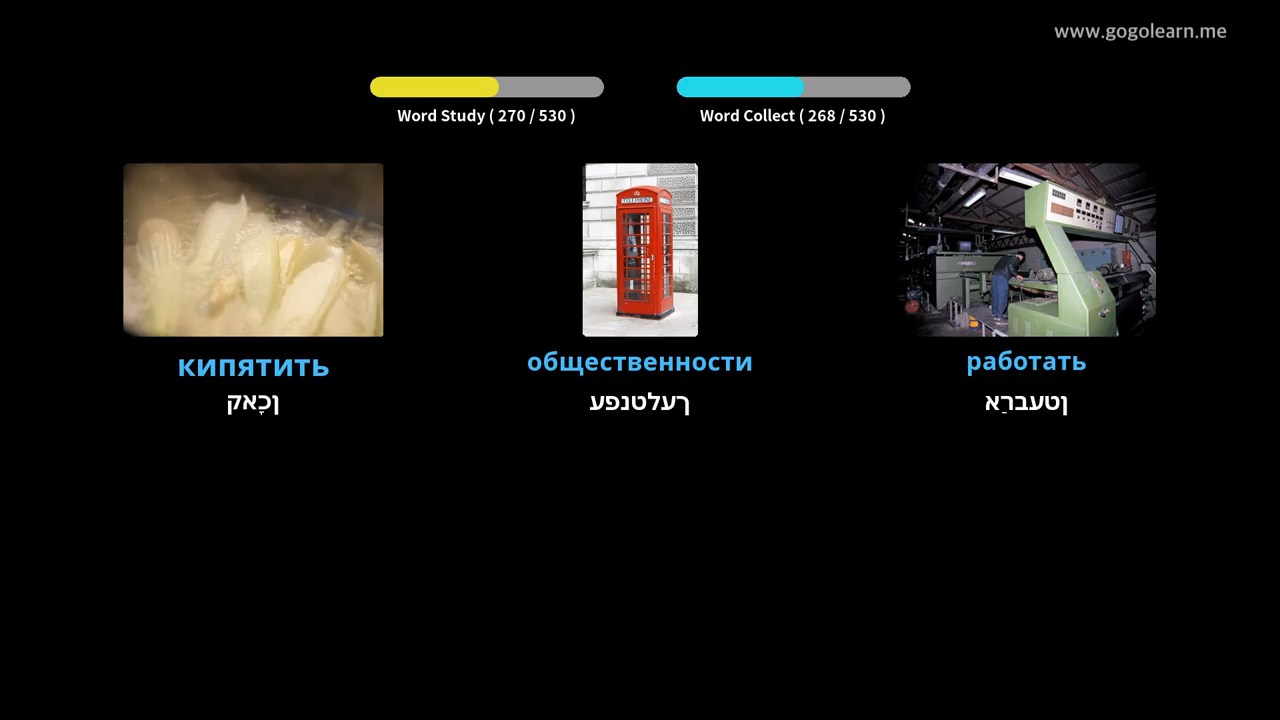 www.gogolearn.me
Word Study ( 270 / 530 )
Word Collect ( 268 / 530 )
кипятить
קאָכן
общественности
עפנטלעך
работать
אַרבעטן